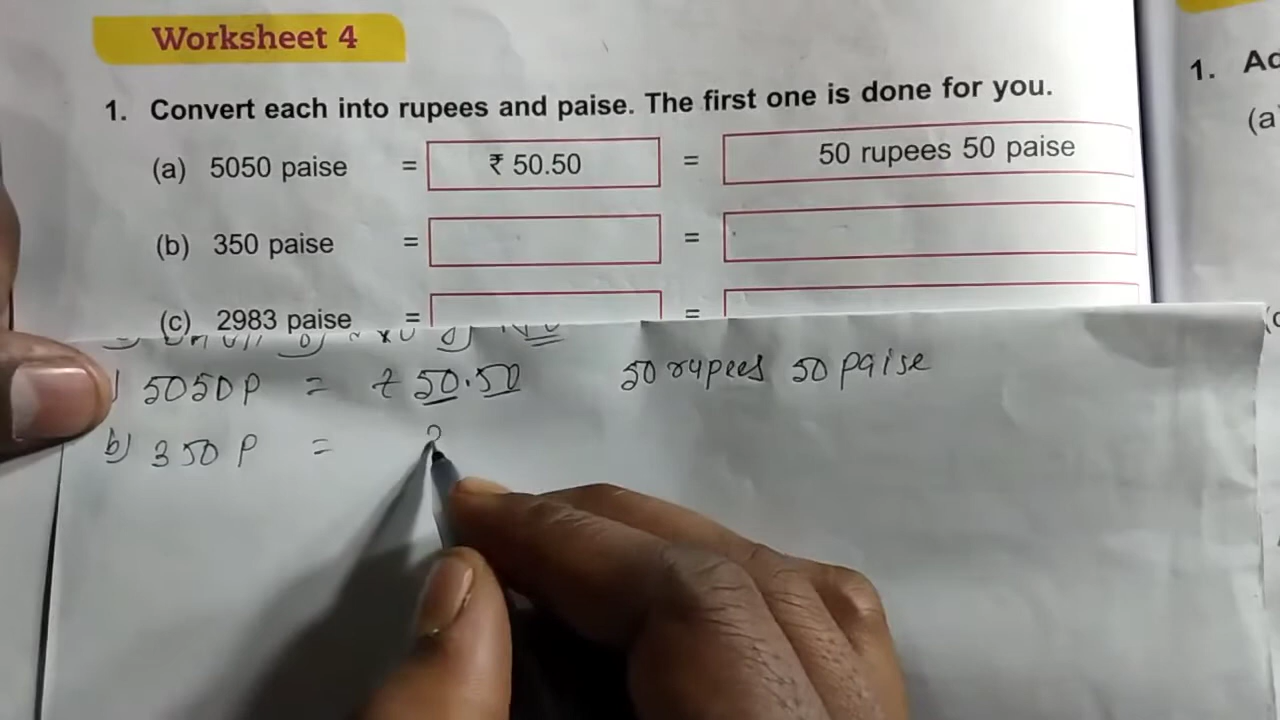 Worksheet 4
1. Convert each into rupees and paise. The first one is done for you.
(a) 5050 paise = ₹ 50.50 = 50 rupees 50 paise
(b) 350 paise = =
(c) 2983 paise = =
) 5050P = ₹ 50.50 50 rupees 50 paise
b) 350 P =
1. Ac
(a